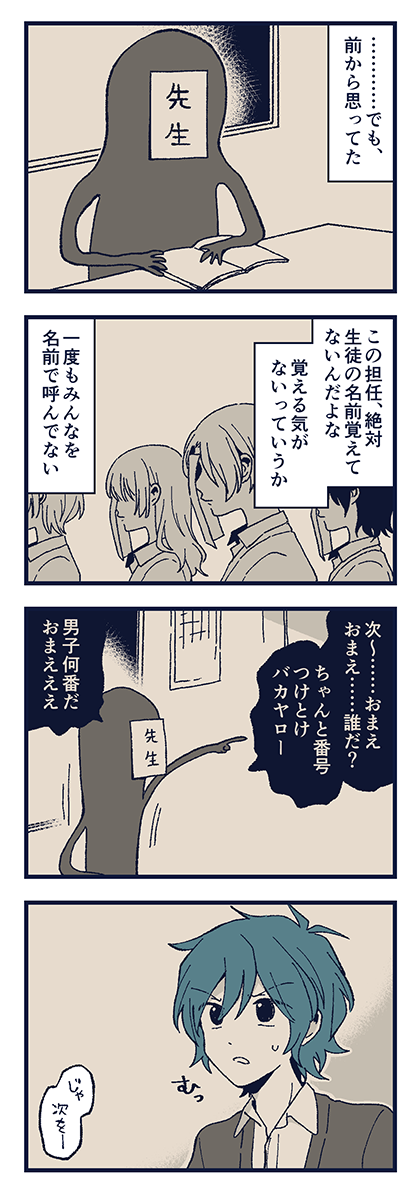 …………でも、
前から思ってた
先生
この担任、絶対
生徒の名前覚えて
ないんだよな
覚える気が
ないっていうか
一度もみんなを
名前で呼んでない
次〜……おまえ
おまえ……誰だ？
ちゃんと番号
つけとけ
バカヤロー
先生
男子何番だ
おまえええ
むっ
じゃ
次をー